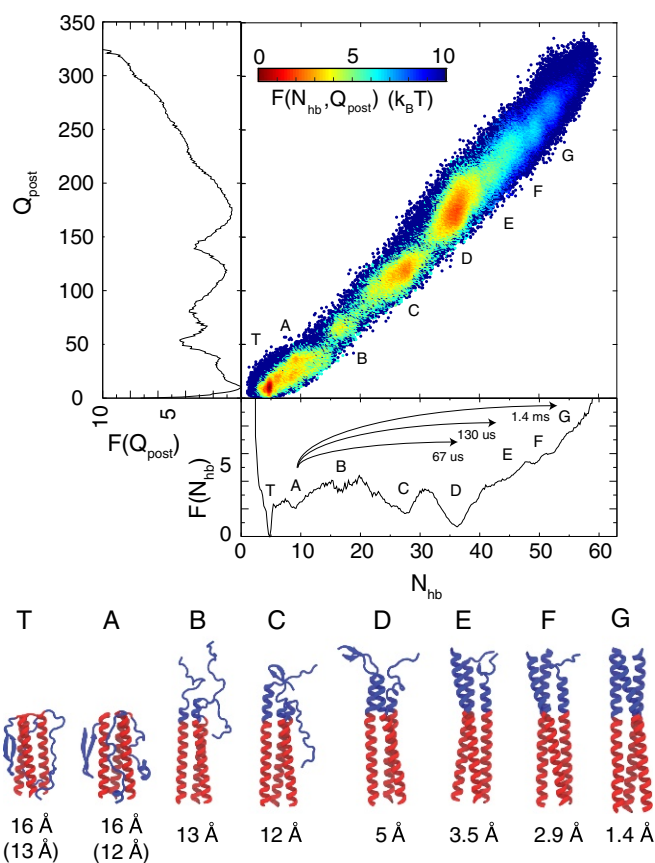 350
300
250
200
150
100
50
0
Q_post
0 5 10
F(N_hb,Q_post) (k_BT)
T A B C D E F G
10 5
F(Q_post)
1.4 ms
130 us
67 us
T A B C D E F G
5
0
F(N_hb)
0 10 20 30 40 50 60
N_hb
T A B C D E F G
16 Å 16 Å 13 Å 12 Å 5 Å 3.5 Å 2.9 Å 1.4 Å
(13 Å) (12 Å)